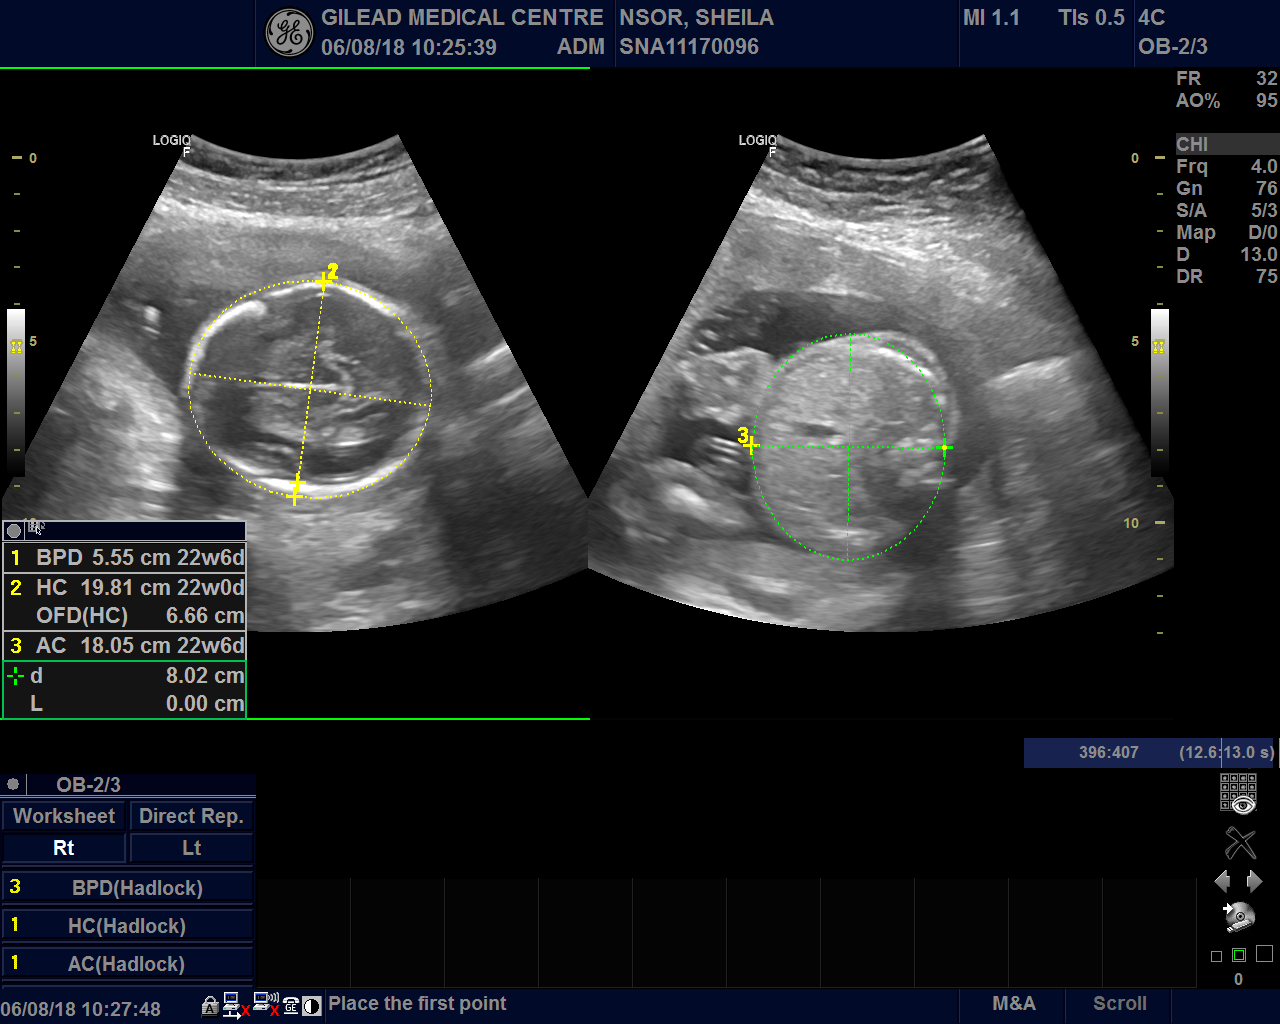 GILEAD MEDICAL CENTRE
06/08/18 10:25:39 ADM
NSOR, SHEILA
SNA11170096
MI 1.1 TIs 0.5
4C
OB-2/3
FR 32
AO% 95
CHI
Frq 4.0
Gn 76
S/A 5/3
Map D/0
D 13.0
DR 75
LOGIQ
F
0
5
10
2
1
LOGIQ
F
0
5
10
3
1 BPD 5.55 cm 22w6d
2 HC 19.81 cm 22w0d
OFD(HC) 6.66 cm
3 AC 18.05 cm 22w6d
d 8.02 cm
L 0.00 cm
396:407 (12.6:13.0 s)
OB-2/3
Worksheet Direct Rep.
Rt Lt
3 BPD(Hadlock)
1 HC(Hadlock)
1 AC(Hadlock)
0
06/08/18 10:27:48
Place the first point
M&A Scroll